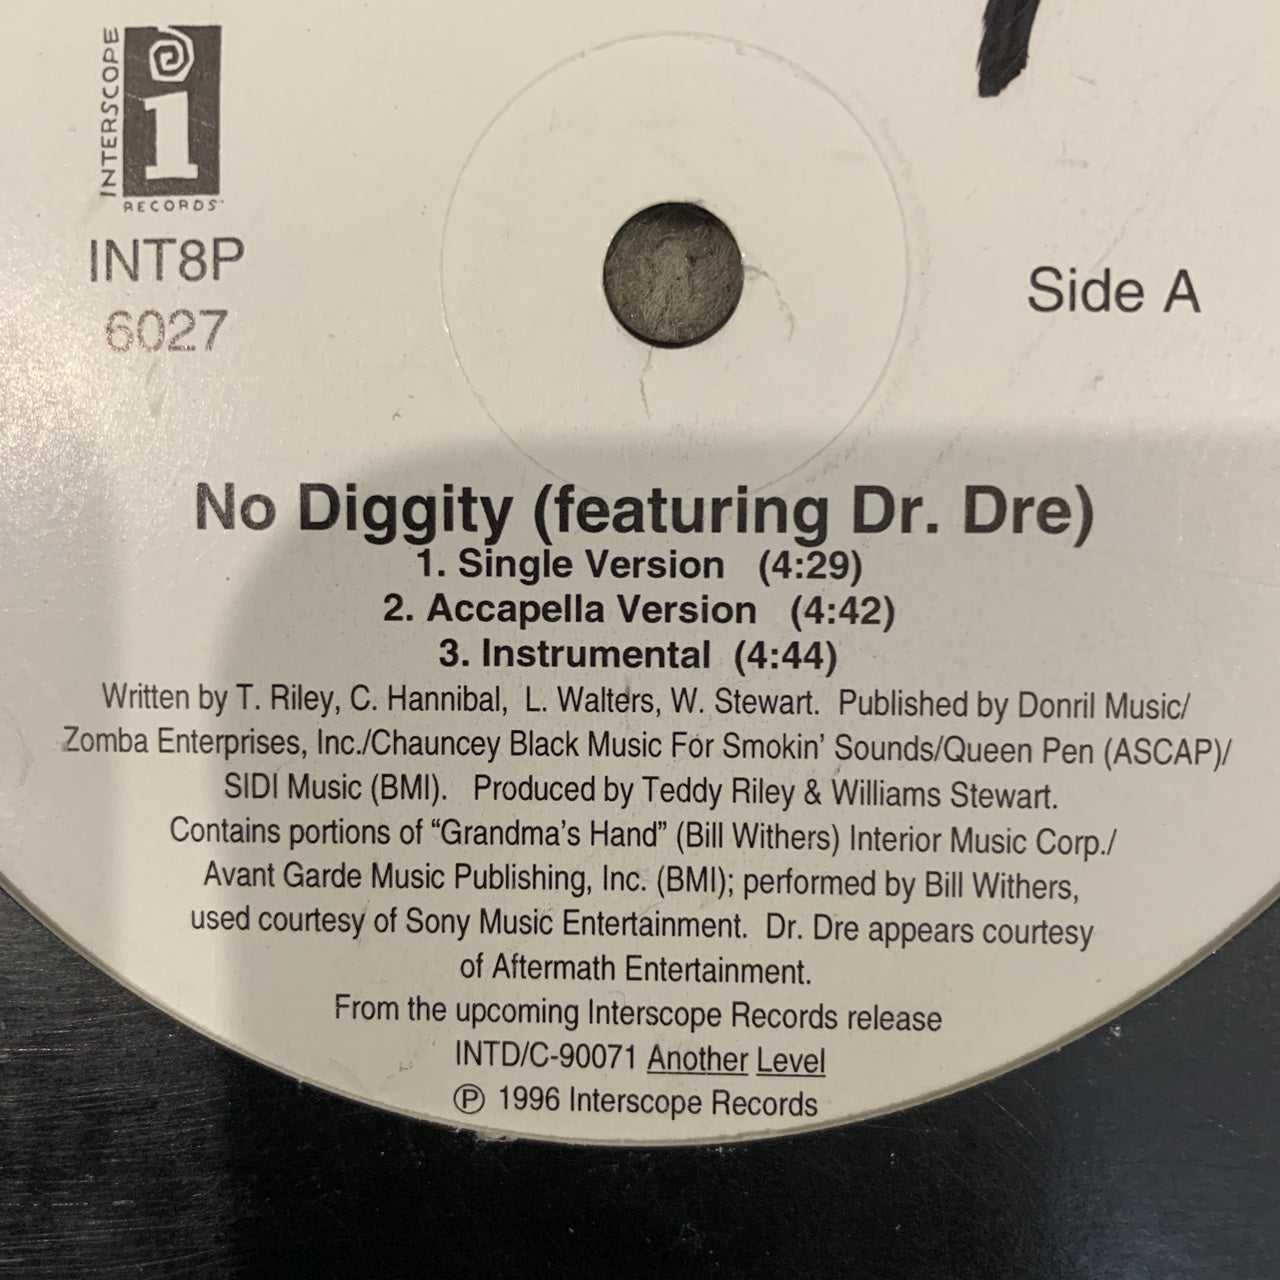 INTERSCOPE
i
RECORDS
INT8P
6027
Side A
No Diggity (featuring Dr. Dre)
1. Single Version (4:29)
2. Accapella Version (4:42)
3. Instrumental (4:44)
Written by T. Riley, C. Hannibal, L. Walters, W. Stewart. Published by Donril Music/
Zomba Enterprises, Inc./Chauncey Black Music For Smokin' Sounds/Queen Pen (ASCAP)/
SIDI Music (BMI). Produced by Teddy Riley & Williams Stewart.
Contains portions of “Grandma's Hand” (Bill Withers) Interior Music Corp./
Avant Garde Music Publishing, Inc. (BMI); performed by Bill Withers,
used courtesy of Sony Music Entertainment. Dr. Dre appears courtesy
of Aftermath Entertainment.
From the upcoming Interscope Records release
INTD/C-90071 Another Level
℗ 1996 Interscope Records